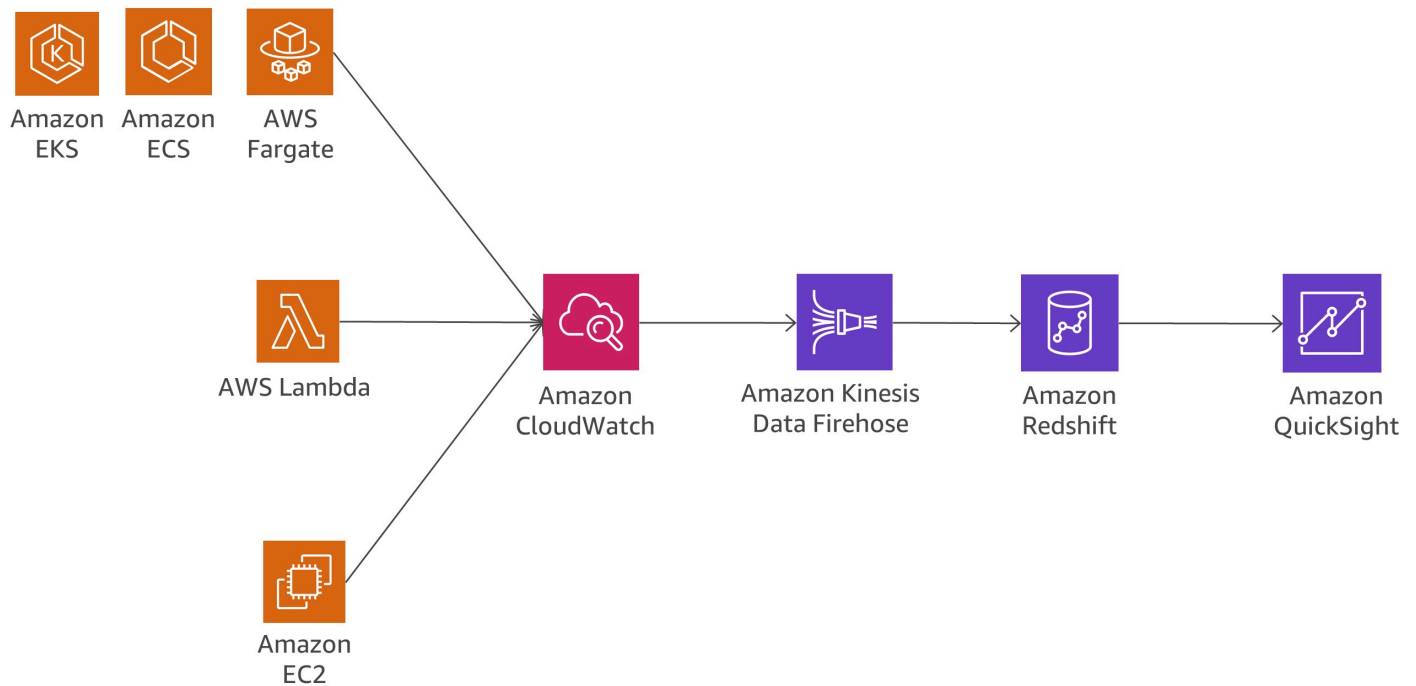 K
Amazon
EKS
Amazon
ECS
AWS
Fargate
AWS Lambda
Amazon
CloudWatch
Amazon Kinesis
Data Firehose
Amazon
Redshift
Amazon
QuickSight
Amazon
EC2